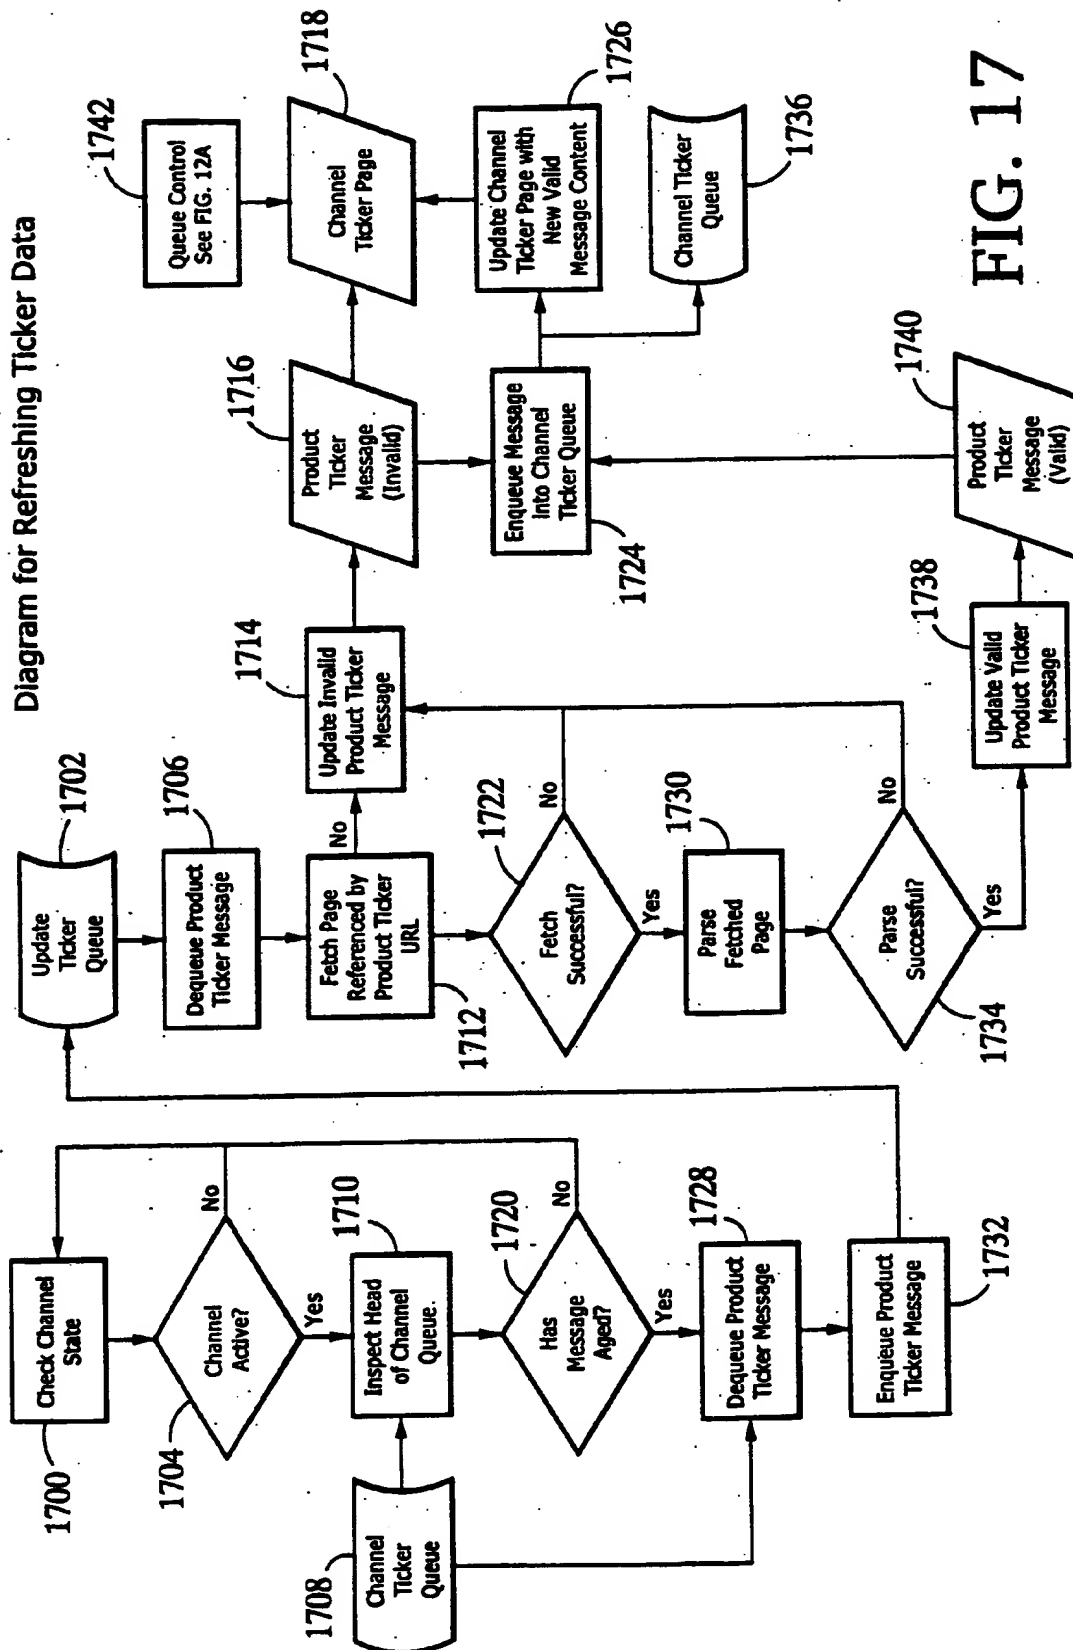 Diagram for Refreshing Ticker Data
1700
Check Channel
State
1704
Channel
Active?
No
Yes
1708
Channel
Ticker
Queue
1710
Inspect Head
of Channel
Queue.
1720
Has
Message
Aged?
No
Yes
1728
Dequeue Product
Ticker Message
1732
Enqueue Product
Ticker Message
1702
Update
Ticker
Queue
1706
Dequeue Product
Ticker Message
1712
Fetch Page
Referenced by
Product Ticker
URL
No
1722
Fetch
Successful?
No
Yes
1730
Parse
Fetched
Page
1734
Parse
Successful?
No
Yes
1714
Update Invalid
Product Ticker
Message
1738
Update Valid
Product Ticker
Message
1716
Product
Ticker
Message
(Invalid)
1724
Enqueue Message
Into Channel
Ticker Queue
1740
Product
Ticker
Message
(Valid)
1742
Queue Control
See FIG. 12A
1718
Channel
Ticker Page
1726
Update Channel
Ticker Page with
New Valid
Message Content
1736
Channel Ticker
Queue
FIG. 17